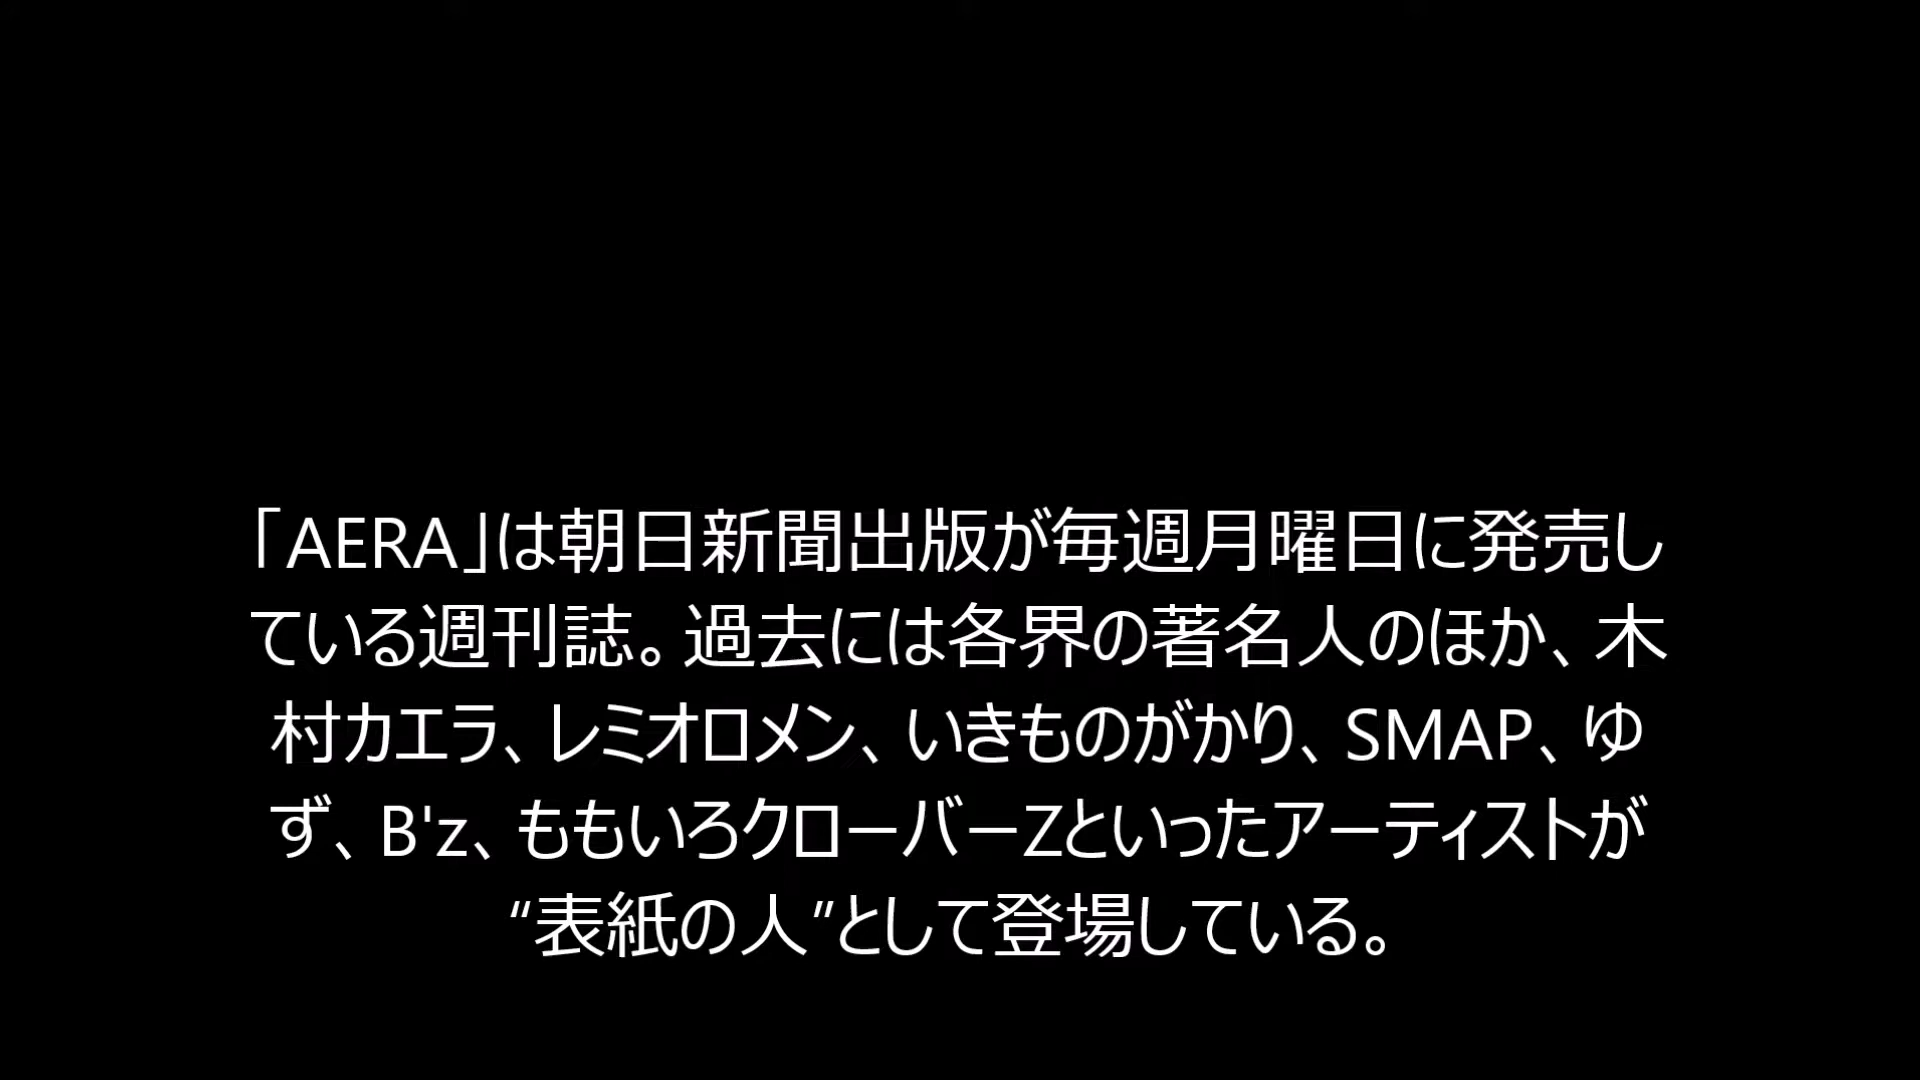 「AERA」は朝日新聞出版が毎週月曜日に発売し
ている週刊誌。過去には各界の著名人のほか、木
村カエラ、レミオロメン、いきものがかり、SMAP、ゆ
ず、B'z、ももいろクローバーZといったアーティストが
“表紙の人”として登場している。